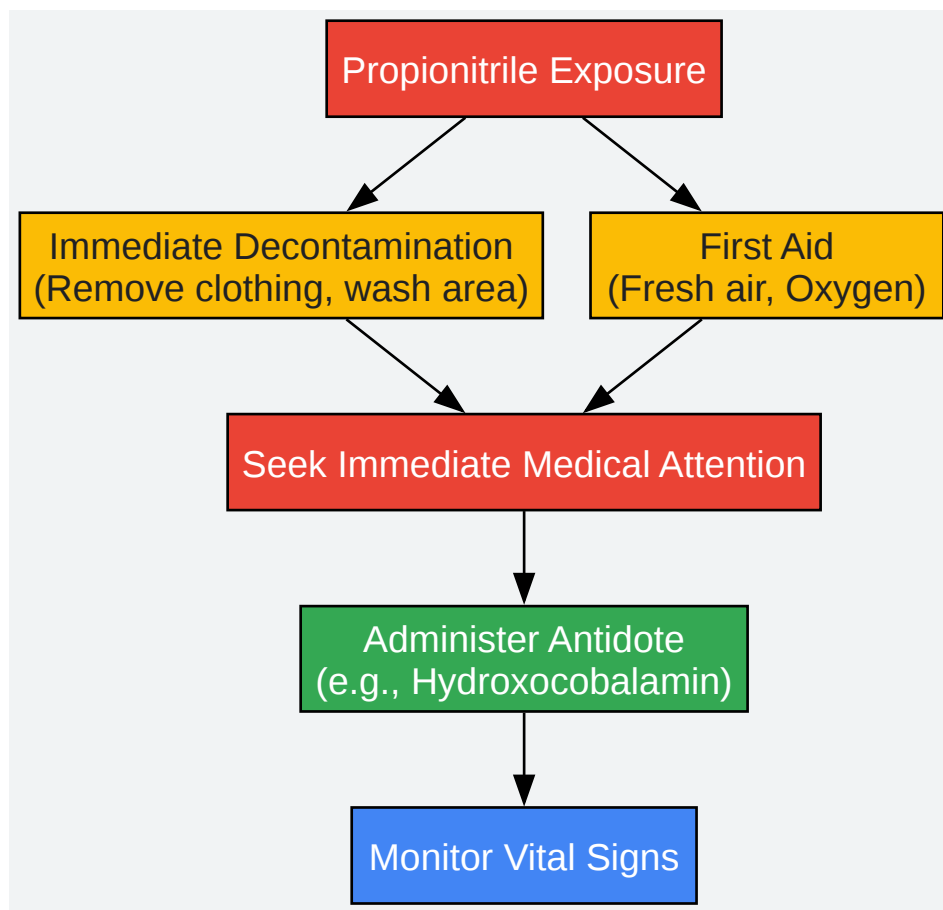 Propionitrile Exposure
Immediate Decontamination
(Remove clothing, wash area)
First Aid
(Fresh air, Oxygen)
Seek Immediate Medical Attention
Administer Antidote
(e.g., Hydroxocobalamin)
Monitor Vital Signs